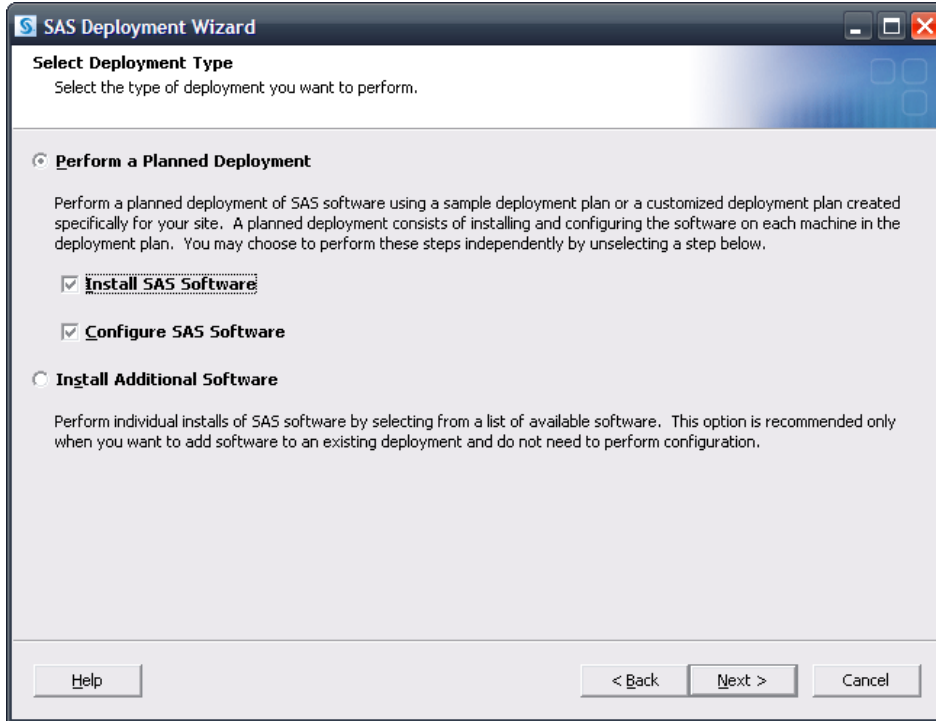 SAS Deployment Wizard
Select Deployment Type
Select the type of deployment you want to perform.
Perform a Planned Deployment
Perform a planned deployment of SAS software using a sample deployment plan or a customized deployment plan created
specifically for your site. A planned deployment consists of installing and configuring the software on each machine in the
deployment plan. You may choose to perform these steps independently by unselecting a step below.
Install SAS Software
Configure SAS Software
Install Additional Software
Perform individual installs of SAS software by selecting from a list of available software. This option is recommended only
when you want to add software to an existing deployment and do not need to perform configuration.
Help
< Back
Next >
Cancel